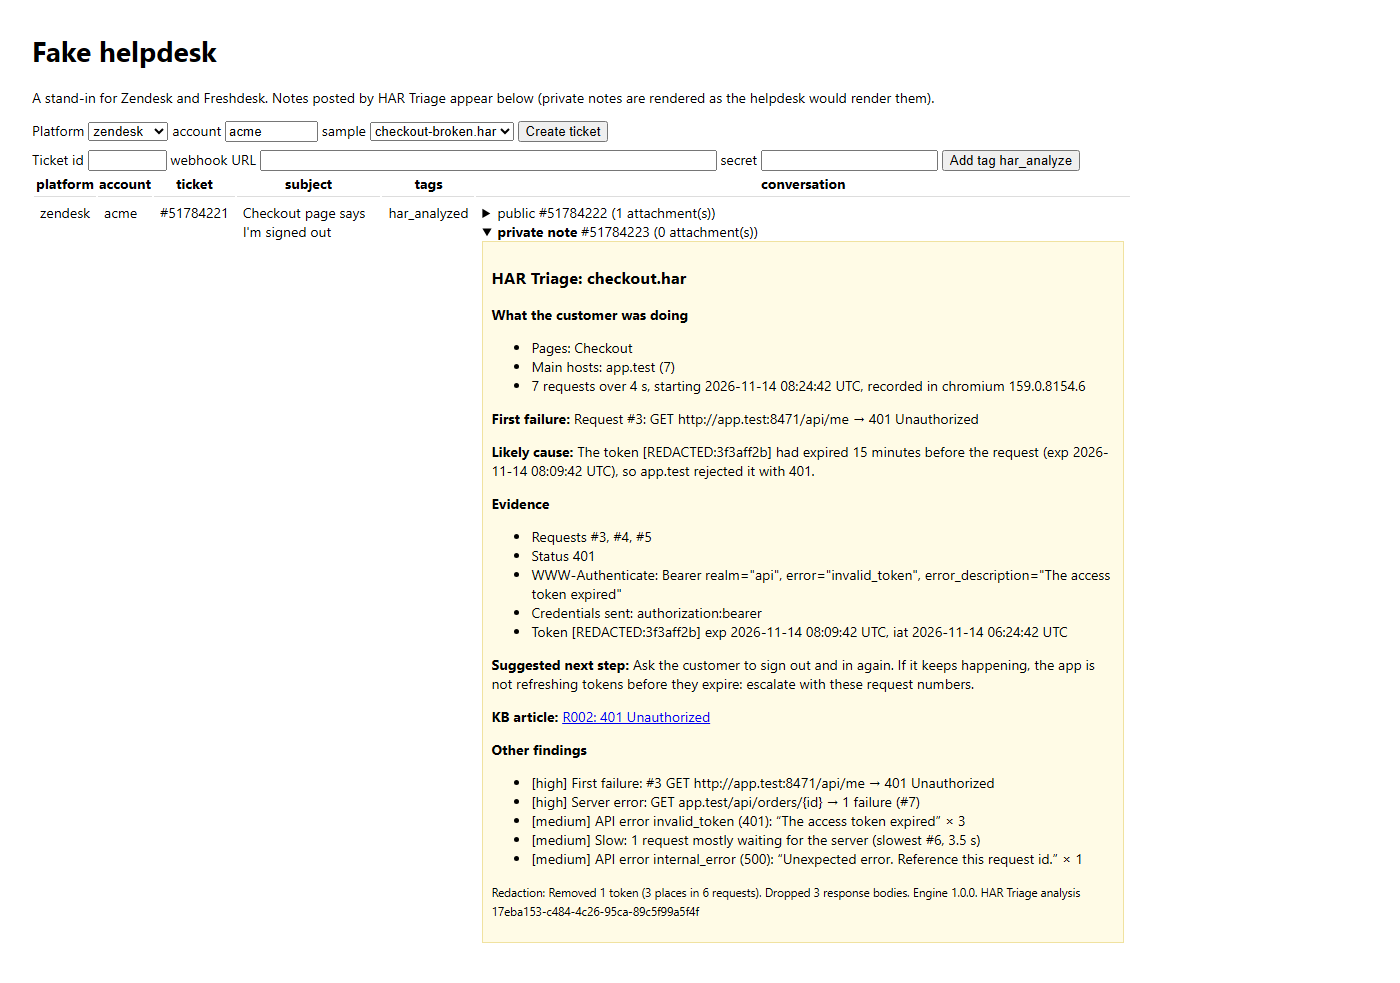 Fake helpdesk
A stand-in for Zendesk and Freshdesk. Notes posted by HAR Triage appear below (private notes are rendered as the helpdesk would render them).
Platform zendesk account acme sample checkout-broken.har Create ticket
Ticket id webhook URL secret Add tag har_analyze
platform account ticket subject tags conversation
zendesk acme #51784221 Checkout page says har_analyzed ▶ public #51784222 (1 attachment(s))
I'm signed out ▼ private note #51784223 (0 attachment(s))
HAR Triage: checkout.har
What the customer was doing
• Pages: Checkout
• Main hosts: app.test (7)
• 7 requests over 4 s, starting 2026-11-14 08:24:42 UTC, recorded in chromium 159.0.8154.6
First failure: Request #3: GET http://app.test:8471/api/me → 401 Unauthorized
Likely cause: The token [REDACTED:3f3aff2b] had expired 15 minutes before the request (exp 2026-
11-14 08:09:42 UTC), so app.test rejected it with 401.
Evidence
• Requests #3, #4, #5
• Status 401
• WWW-Authenticate: Bearer realm="api", error="invalid_token", error_description="The access
token expired"
• Credentials sent: authorization:bearer
• Token [REDACTED:3f3aff2b] exp 2026-11-14 08:09:42 UTC, iat 2026-11-14 06:24:42 UTC
Suggested next step: Ask the customer to sign out and in again. If it keeps happening, the app is
not refreshing tokens before they expire: escalate with these request numbers.
KB article: R002: 401 Unauthorized
Other findings
• [high] First failure: #3 GET http://app.test:8471/api/me → 401 Unauthorized
• [high] Server error: GET app.test/api/orders/{id} → 1 failure (#7)
• [medium] API error invalid_token (401): “The access token expired” × 3
• [medium] Slow: 1 request mostly waiting for the server (slowest #6, 3.5 s)
• [medium] API error internal_error (500): “Unexpected error. Reference this request id.” × 1
Redaction: Removed 1 token (3 places in 6 requests). Dropped 3 response bodies. Engine 1.0.0. HAR Triage analysis
17eba153-c484-4c26-95ca-89c5f99a5f4f